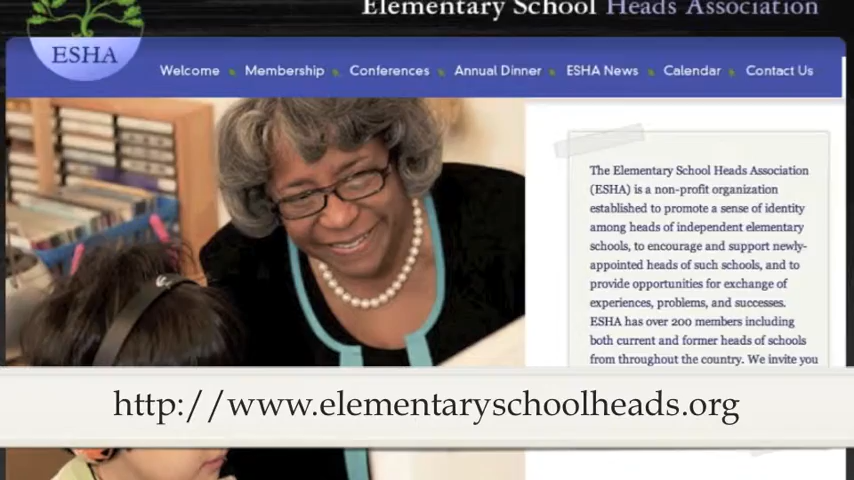 Elementary School Heads Association
ESHA
Welcome Membership Conferences Annual Dinner ESHA News Calendar Contact Us
The Elementary School Heads Association
(ESHA) is a non-profit organization
established to promote a sense of identity
among heads of independent elementary
schools, to encourage and support newly-
appointed heads of such schools, and to
provide opportunities for exchange of
experiences, problems, and successes.
ESHA has over 200 members including
both current and former heads of schools
from throughout the country. We invite you
http://www.elementaryschoolheads.org